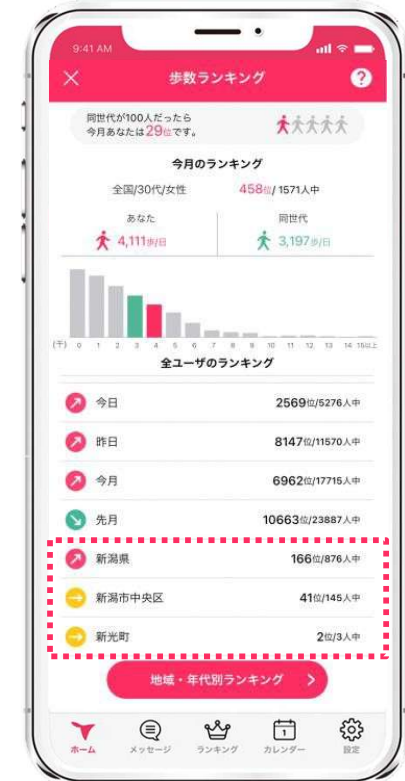 9:41 AM
歩数ランキング
?
同世代が100人だったら
今月あなたは29位です。
今月のランキング
全国/30代/女性 458位/1571人中
あなた 同世代
4,111歩/日 3,197歩/日
(千) 0 1 2 3 4 5 6 7 8 9 10 11 12 13 14 15以上
全ユーザのランキング
今日 2569位/5276人中
昨日 8147位/11570人中
今月 6962位/17715人中
先月 10663位/23887人中
新潟県 166位/876人中
新潟市中央区 41位/145人中
新光町 2位/3人中
地域・年代別ランキング >
1
ホーム メッセージ ランキング カレンダー 設定